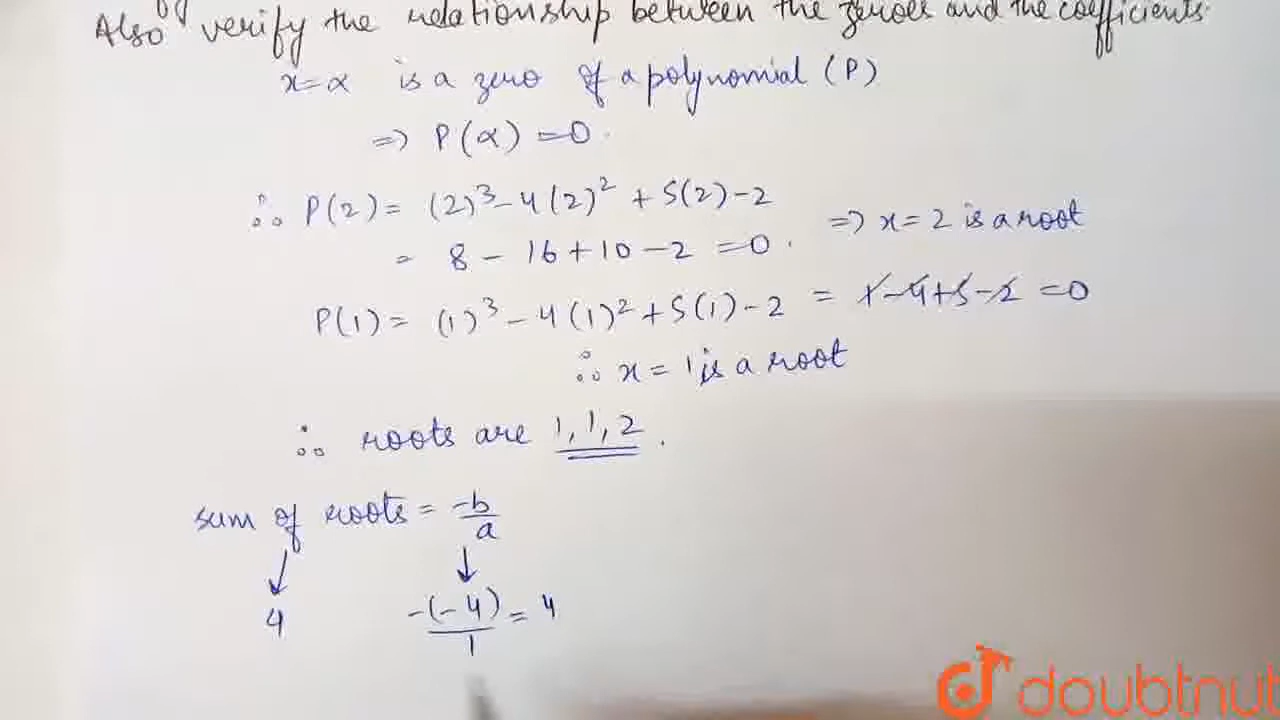 Also verify the relationship between the zeroes and the coefficients.
x=α is a zero of a polynomial (P)
=> P(α) =0.
∴ P(2) = (2)³-4(2)² + 5(2)-2
= 8 - 16+10-2 =0. => x=2 is a root
P(1) = (1)³-4(1)²+5(1)-2 = 1-4+5-2 =0
∴ x = 1 is a root
∴ roots are 1,1,2.
sum of roots = -b/a
↓ ↓
4 -(-4)/1 = 4
doubtnut